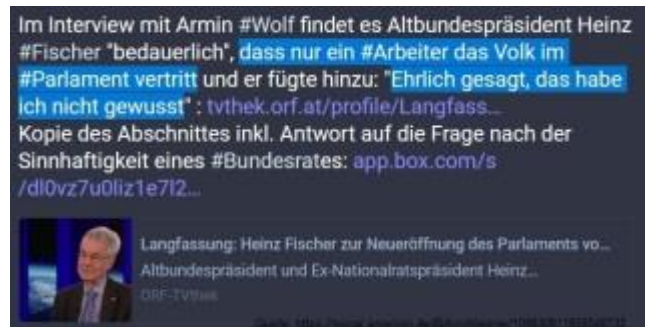 Im Interview mit Armin #Wolf findet es Altbundespräsident Heinz
#Fischer "bedauerlich", dass nur ein #Arbeiter das Volk im
#Parlament vertritt und er fügte hinzu: "Ehrlich gesagt, das habe
ich nicht gewusst" : tvthek.orf.at/profile/Langfass...
Kopie des Abschnittes inkl. Antwort auf die Frage nach der
Sinnhaftigkeit eines #Bundesrates: app.box.com/s
/dl0vz7u0liz1e7l2...
Langfassung: Heinz Fischer zur Neueröffnung des Parlaments vo...
Altbundespräsident und Ex-Nationalratspräsident Heinz...
ORF-TVthek